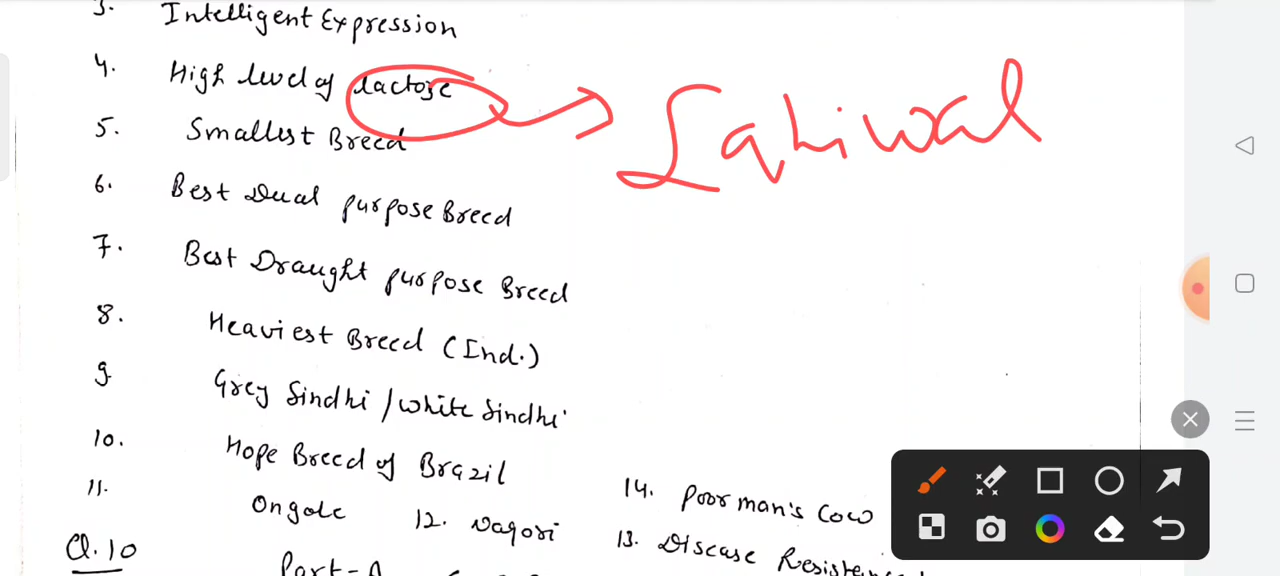 3. Intelligent Expression
4. High level of lactose → Sahiwal
5. Smallest Breed
6. Best Dual purpose Breed
7. Best Draught purpose Breed
8. Heaviest Breed (Ind.)
9 Grey Sindhi / white Sindhi
10. Hope Breed of Brazil
11. Ongole 12. Nagori
14. Poor man's Cow
13. Disease
Q.10
Part-A